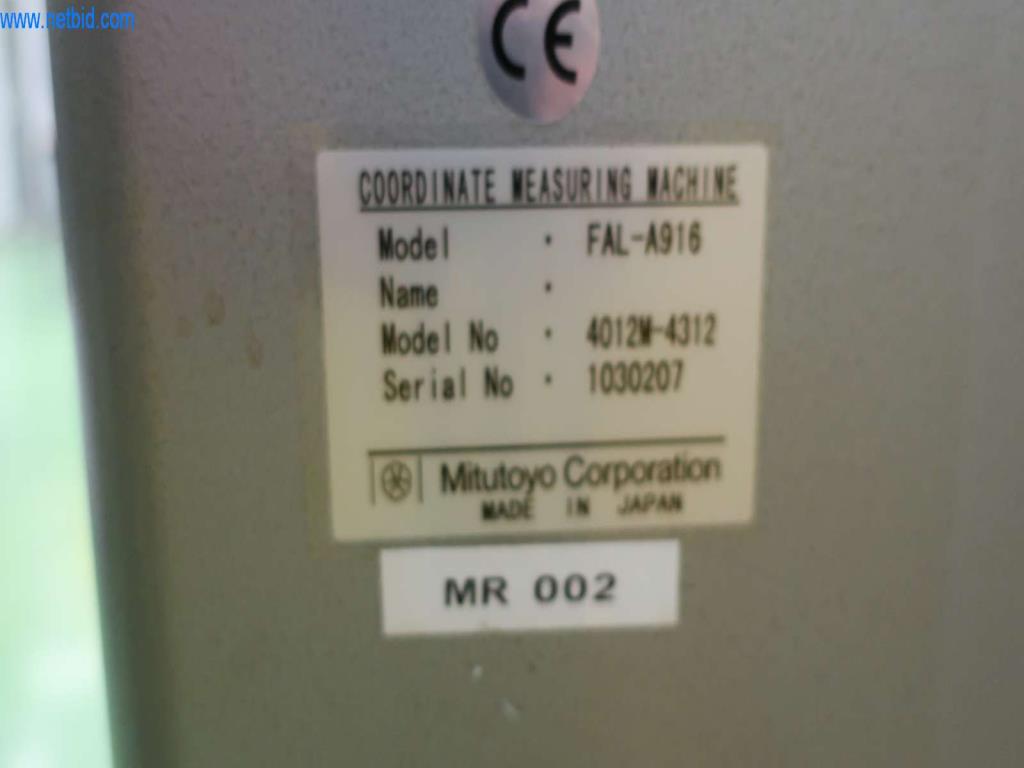 www.netbid.com
CE
COORDINATE MEASURING MACHINE
Model · FAL-A916
Name ·
Model No · 4012M-4312
Serial No · 1030207
Mitutoyo Corporation
MADE IN JAPAN
MR 002